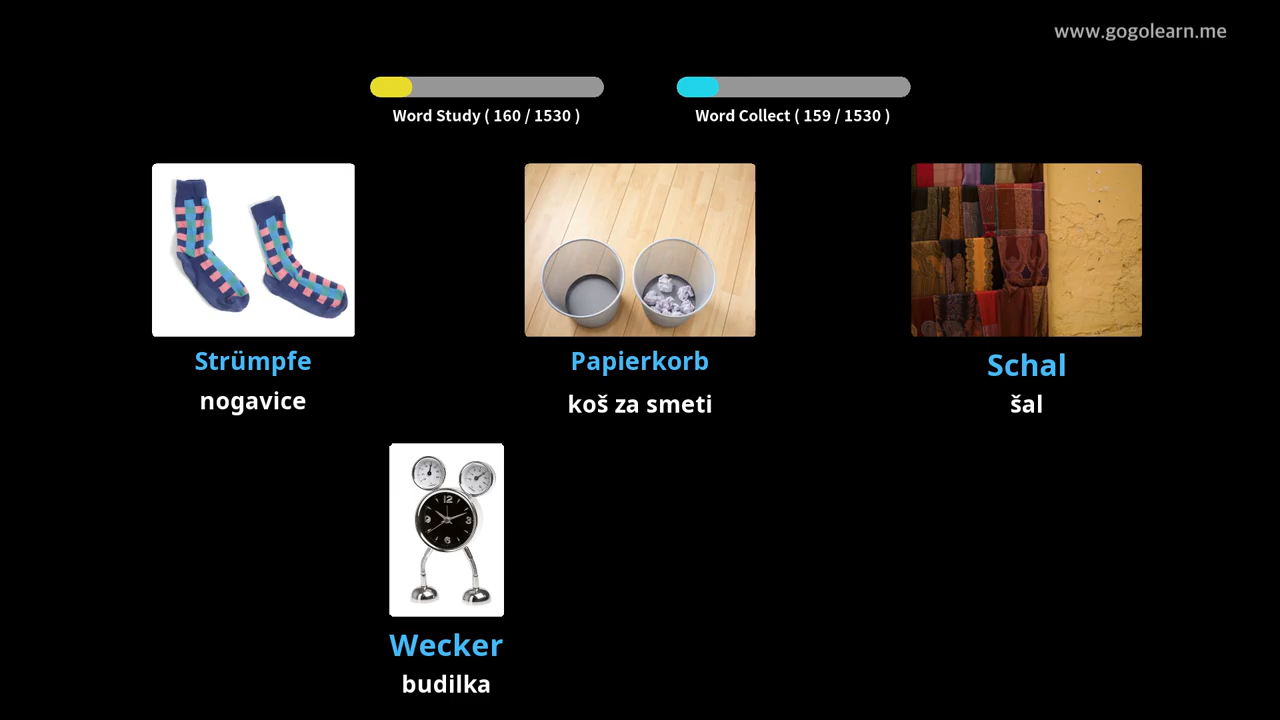 www.gogolearn.me
Word Study ( 160 / 1530 )
Word Collect ( 159 / 1530 )
Strümpfe
nogavice
Papierkorb
koš za smeti
Schal
šal
Wecker
budilka